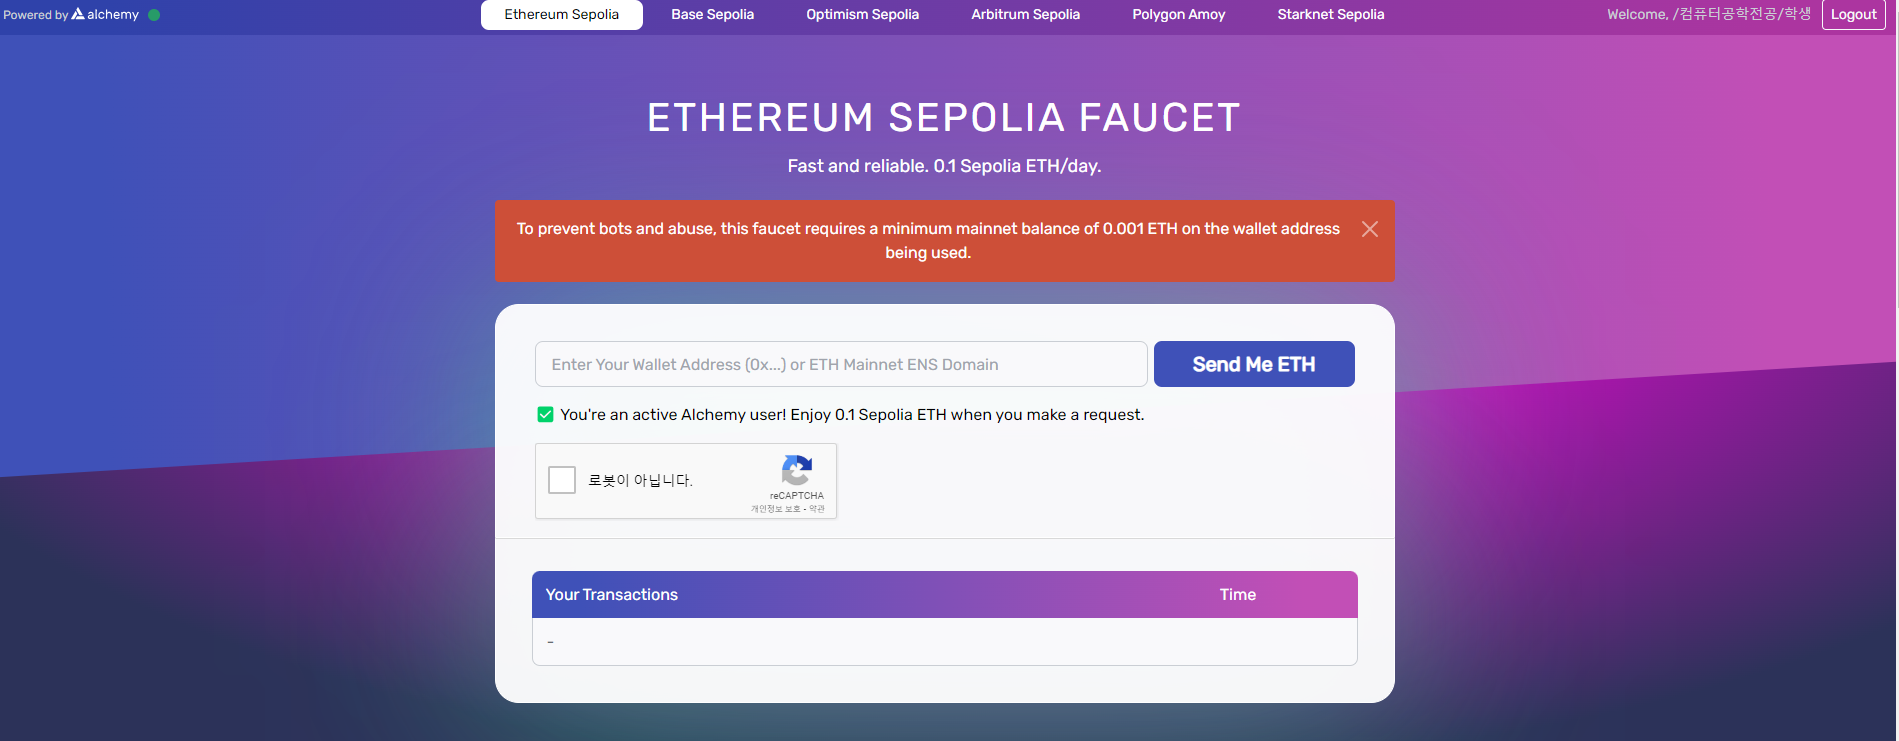 Powered by alchemy
Ethereum Sepolia
Base Sepolia
Optimism Sepolia
Arbitrum Sepolia
Polygon Amoy
Starknet Sepolia
Welcome, /컴퓨터공학전공/학생
Logout
ETHEREUM SEPOLIA FAUCET
Fast and reliable. 0.1 Sepolia ETH/day.
To prevent bots and abuse, this faucet requires a minimum mainnet balance of 0.001 ETH on the wallet address
being used.
Enter Your Wallet Address (0x...) or ETH Mainnet ENS Domain
Send Me ETH
You're an active Alchemy user! Enjoy 0.1 Sepolia ETH when you make a request.
로봇이 아닙니다.
reCAPTCHA
개인정보 보호 - 약관
Your Transactions
Time
-